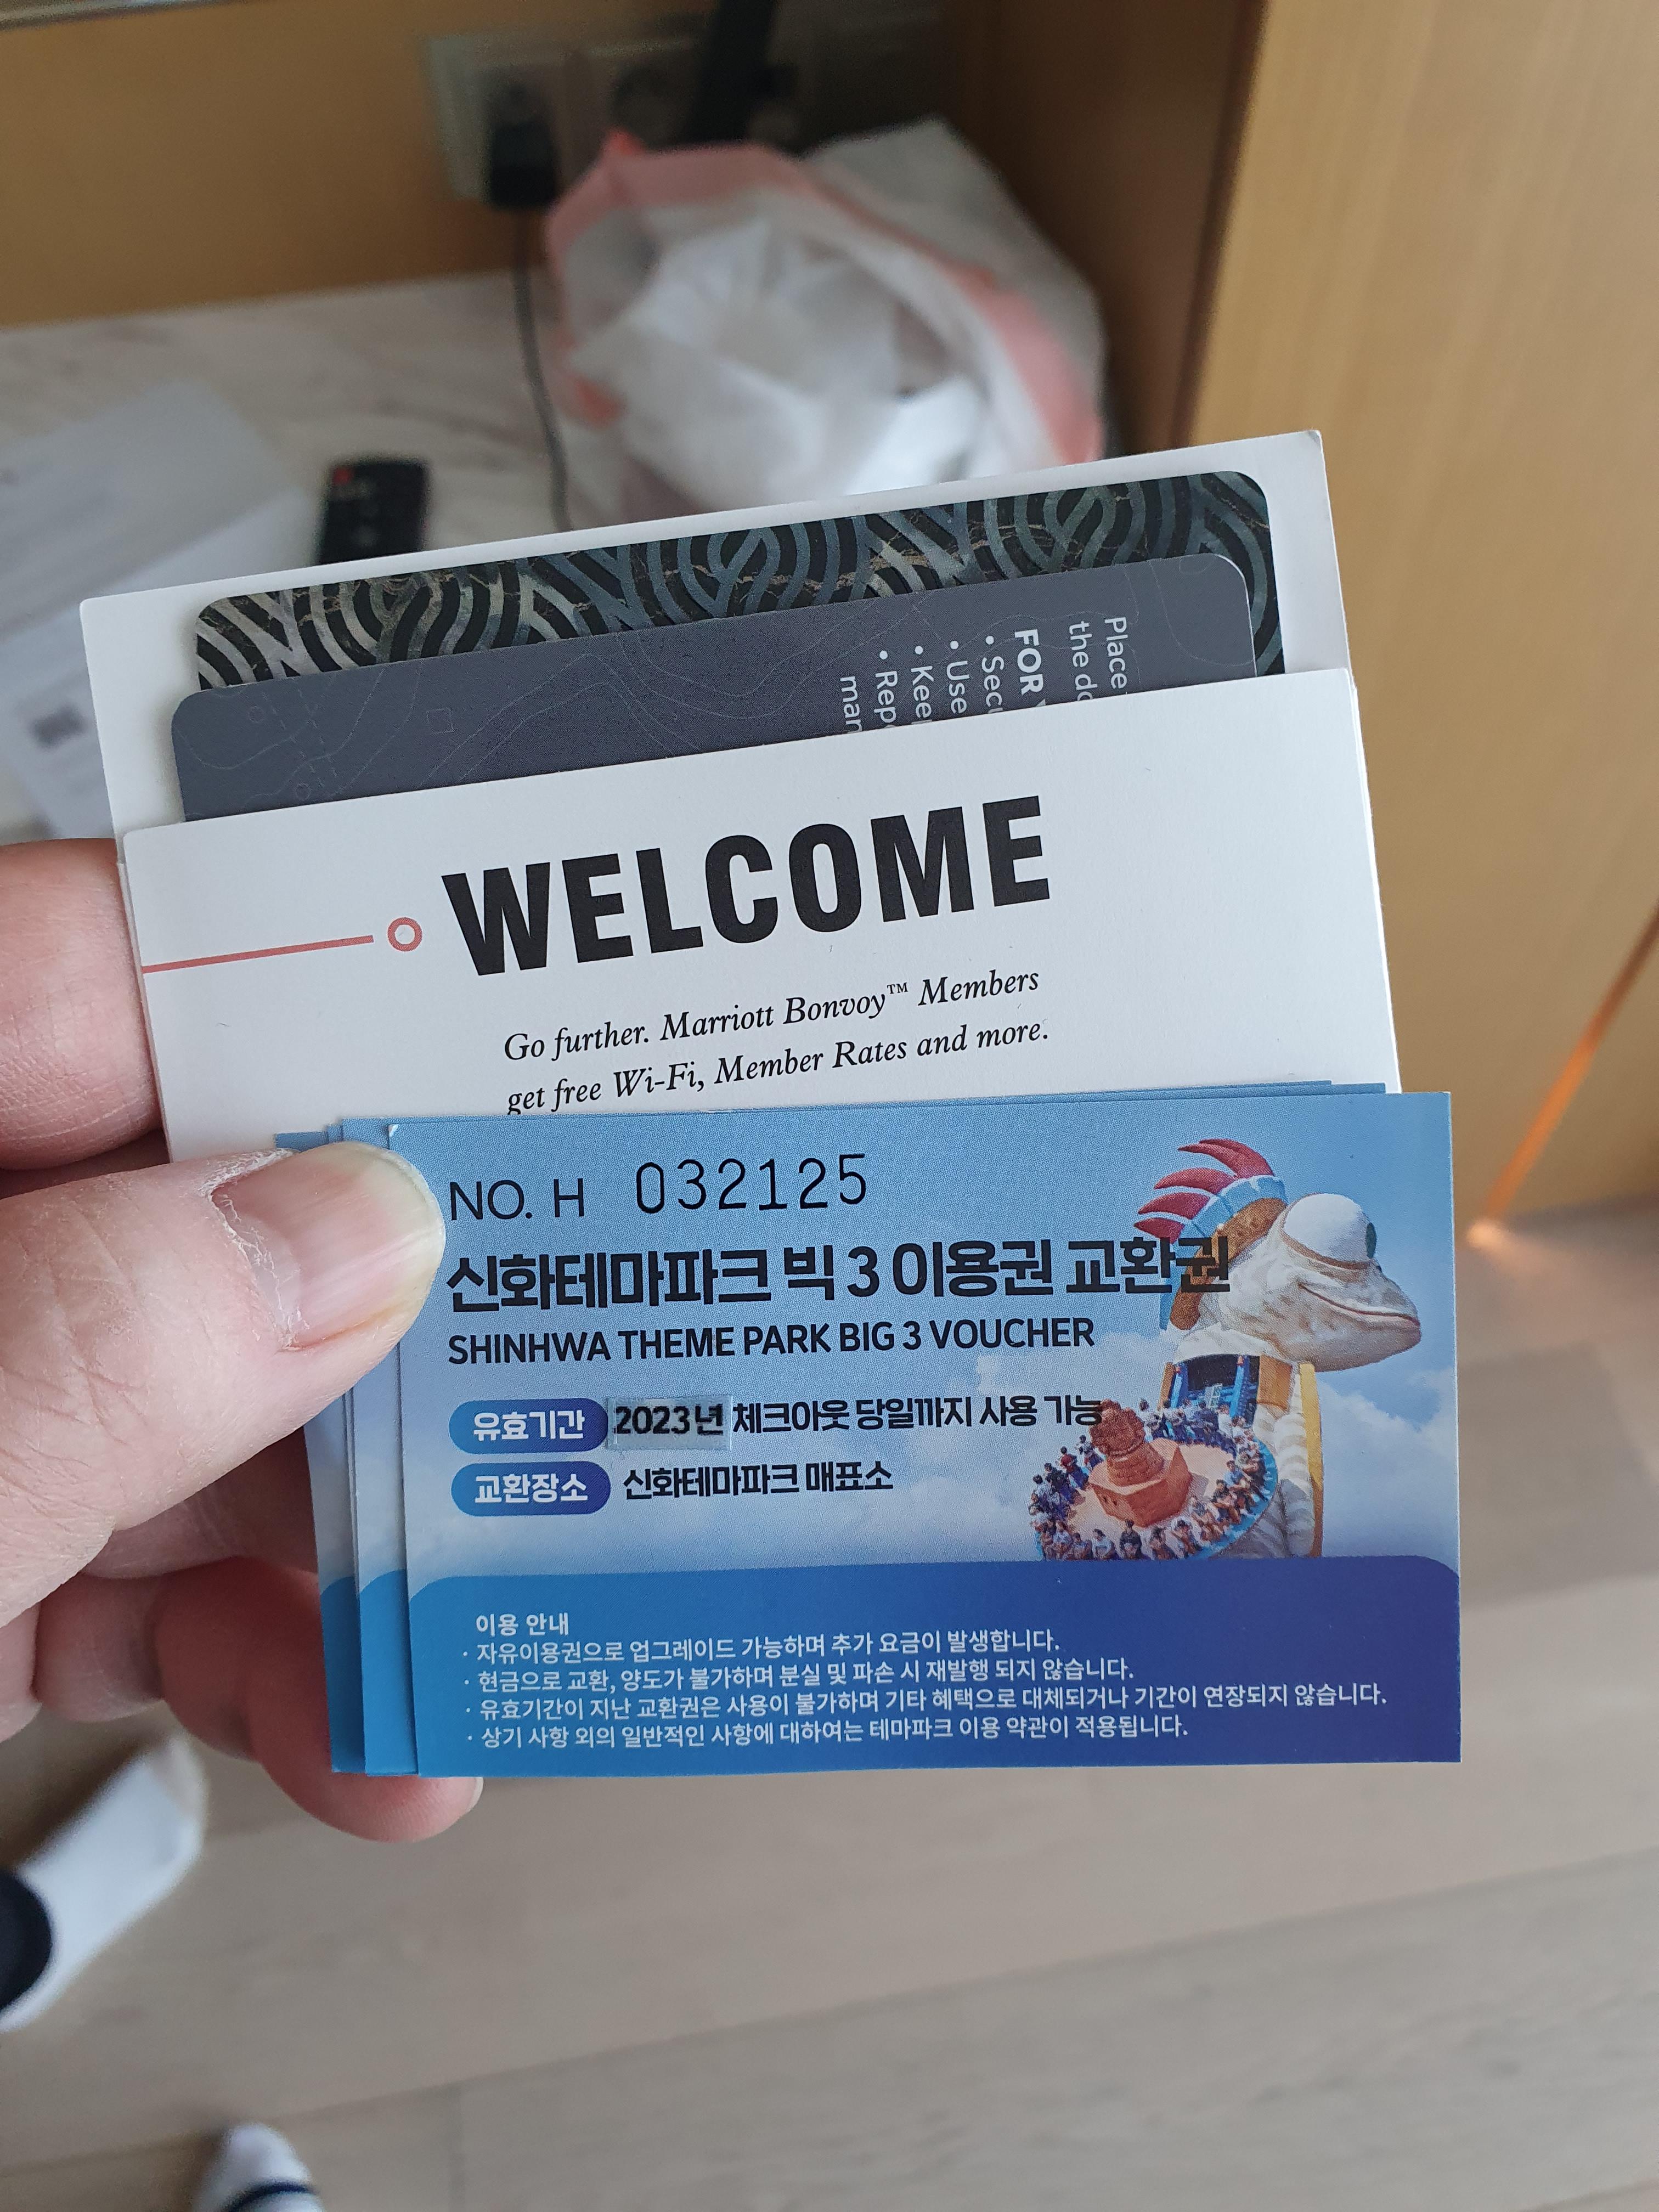 Place
the do
FOR Y
• Secu
• Use
• Kee
• Repo
man
WELCOME
Go further. Marriott Bonvoy™ Members
get free Wi-Fi, Member Rates and more.
NO. H 032125
신화테마파크 빅 3 이용권 교환권
SHINHWA THEME PARK BIG 3 VOUCHER
유효기간 2023년 체크아웃 당일까지 사용 가능
교환장소 신화테마파크 매표소
이용 안내
· 자유이용권으로 업그레이드 가능하며 추가 요금이 발생합니다.
· 현금으로 교환, 양도가 불가하며 분실 및 파손 시 재발행 되지 않습니다.
· 유효기간이 지난 교환권은 사용이 불가하며 기타 혜택으로 대체되거나 기간이 연장되지 않습니다.
· 상기 사항 외의 일반적인 사항에 대하여는 테마파크 이용 약관이 적용됩니다.